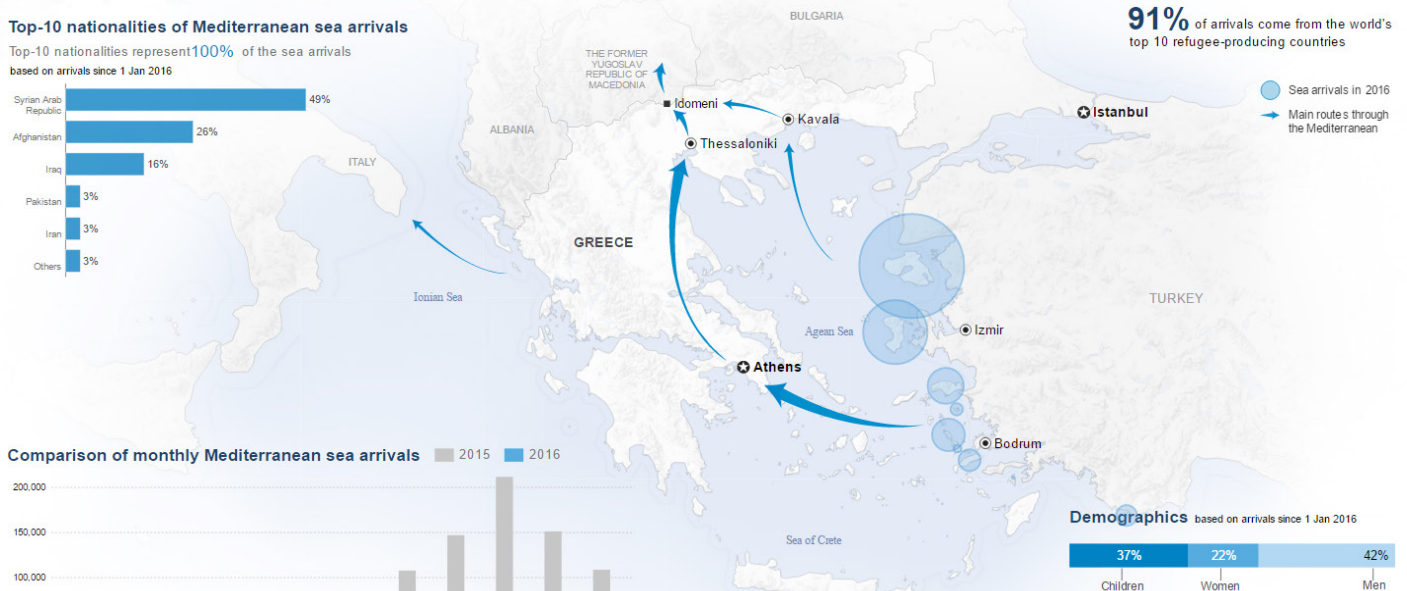 Top-10 nationalities of Mediterranean sea arrivals
Top-10 nationalities represent 100% of the sea arrivals
based on arrivals since 1 Jan 2016
Syrian Arab
Republic
49%
Afghanistan
26%
Iraq
16%
Pakistan
3%
Iran
3%
Others
3%
91% of arrivals come from the world's
top 10 refugee-producing countries
Sea arrivals in 2016
Main routes through
the Mediterranean
BULGARIA
THE FORMER
YUGOSLAV
REPUBLIC OF
MACEDONIA
Idomeni
Kavala
Istanbul
ALBANIA
Thessaloniki
ITALY
GREECE
Ionian Sea
TURKEY
Agean Sea
Izmir
Athens
Bodrum
Sea of Crete
Comparison of monthly Mediterranean sea arrivals
2015
2016
200,000
150,000
100,000
Demographics based on arrivals since 1 Jan 2016
37%
22%
42%
Children
Women
Men